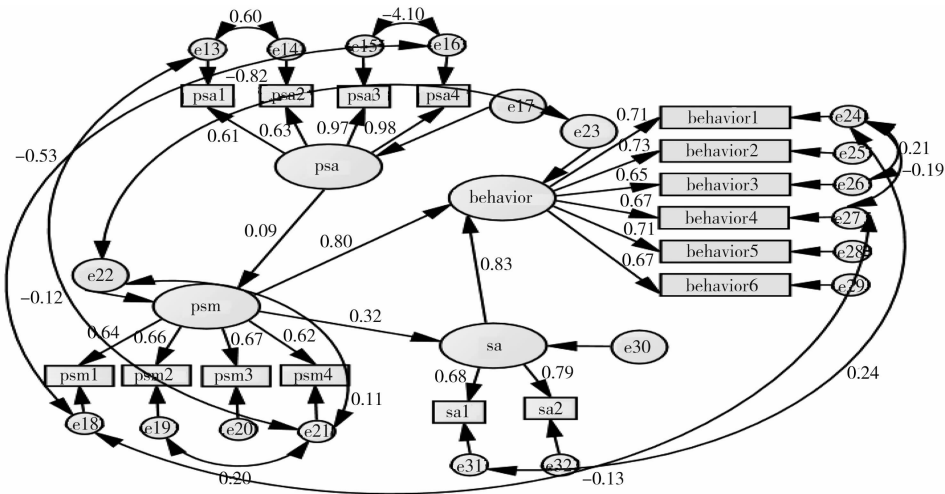 0.60
-4.10
e13
e14
e15
e16
-0.82
psa1
psa2
psa3
psa4
e17
e23
0.61
0.63
0.97
0.98
psa
0.71
behavior1
e24
0.73
behavior2
e25
0.21
-0.19
0.65
behavior3
e26
0.67
behavior4
e27
0.71
behavior5
e28
0.67
behavior6
e29
behavior
-0.53
0.09
0.80
0.83
e22
-0.12
psm
0.32
sa
e30
0.64
0.66
0.67
0.62
psm1
psm2
psm3
psm4
0.11
0.68
0.79
0.24
sa1
sa2
e18
e19
e20
e21
e31
e32
0.20
-0.13